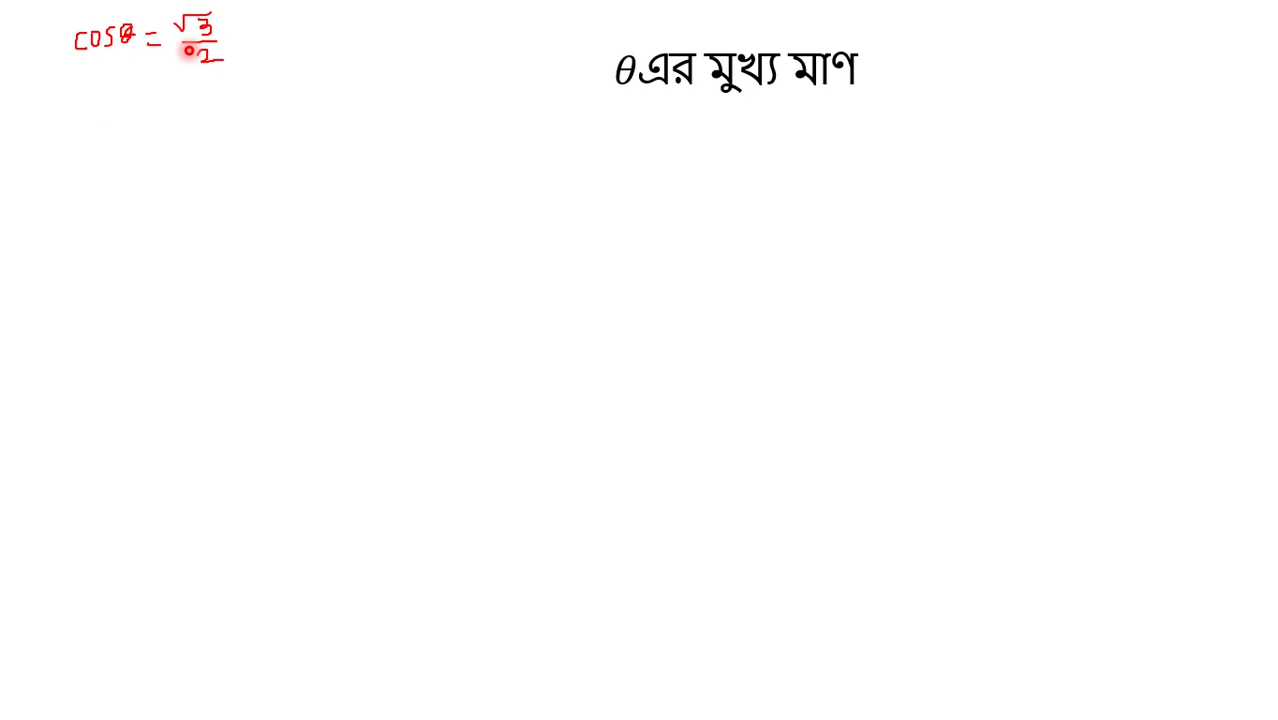 cosθ = √3/2
θএর মুখ্য মাণ